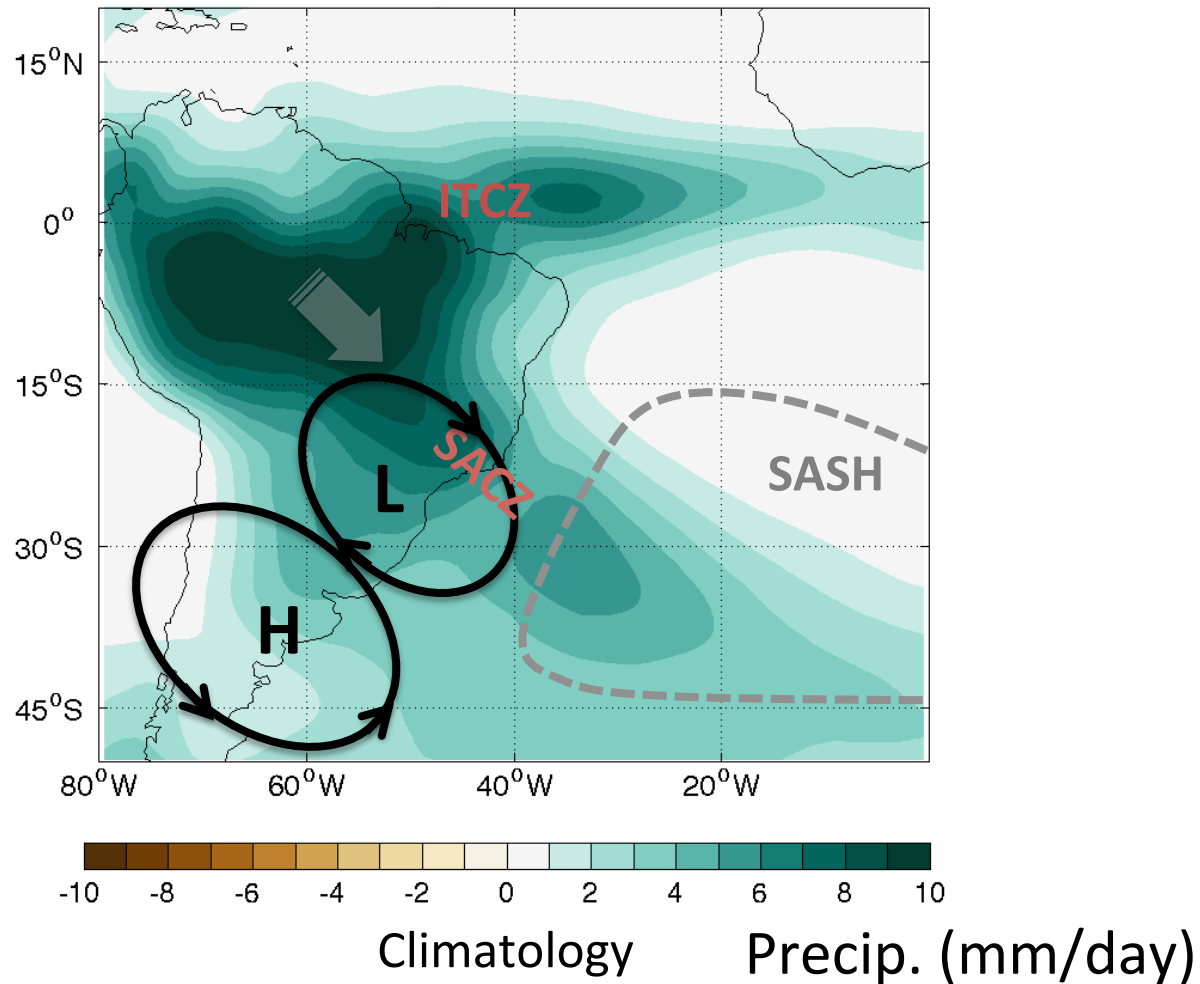 15°N
ITCZ
0°
15°S
SACZ
L
SASH
30°S
H
45°S
80°W 60°W 40°W 20°W
-10 -8 -6 -4 -2 0 2 4 6 8 10
Climatology
Precip. (mm/day)